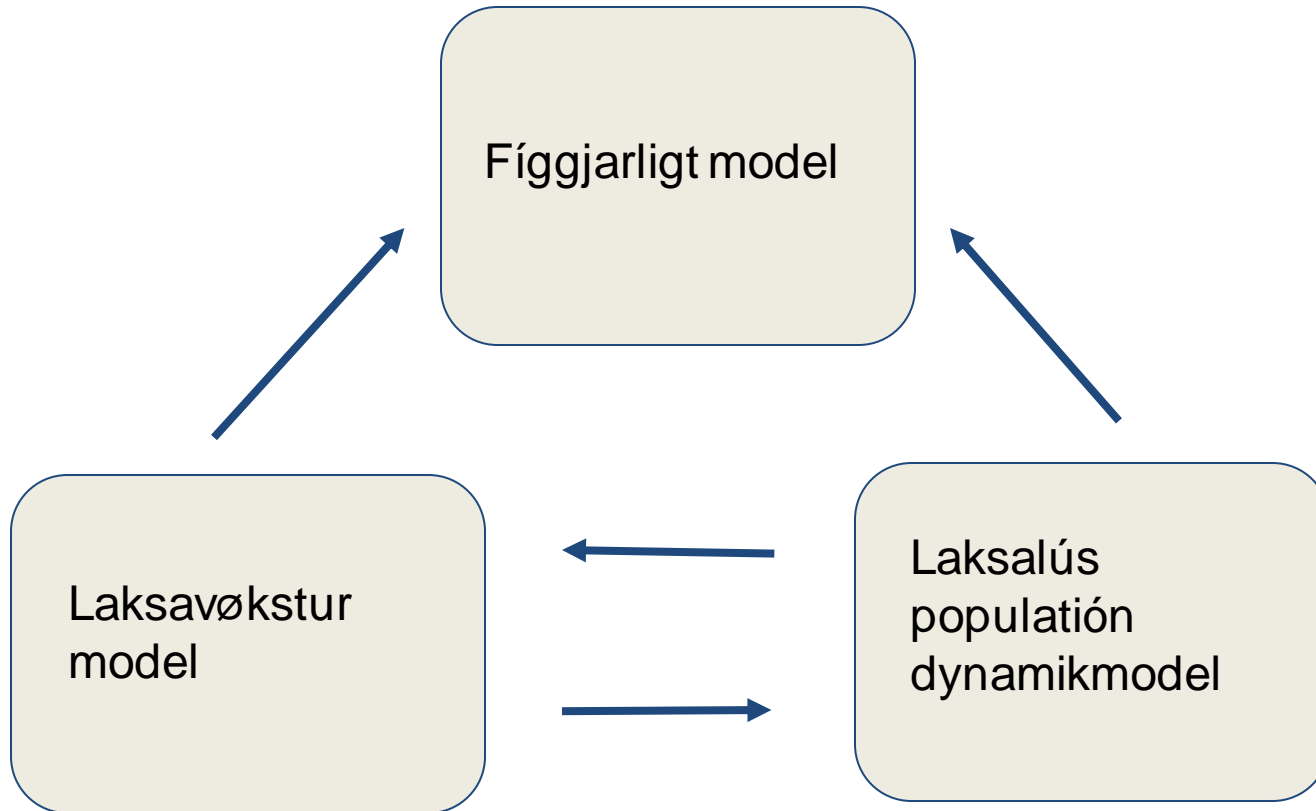 Fíggjarligt model
Laksavøkstur
model
Laksalús
populatión
dynamikmodel